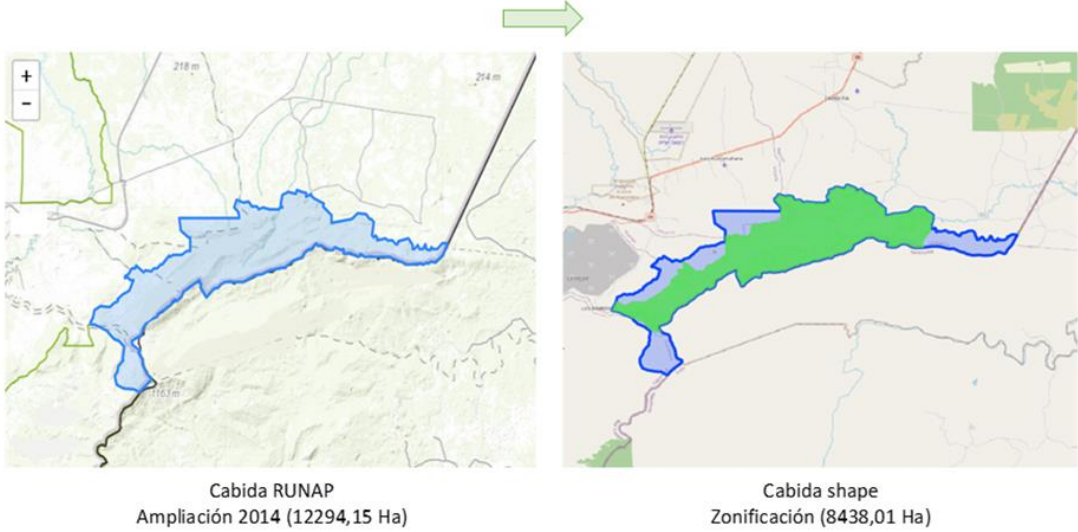 +
−
218 m
214 m
1163 m
Cabida RUNAP
Ampliación 2014 (12294,15 Ha)
Cabida shape
Zonificación (8438,01 Ha)